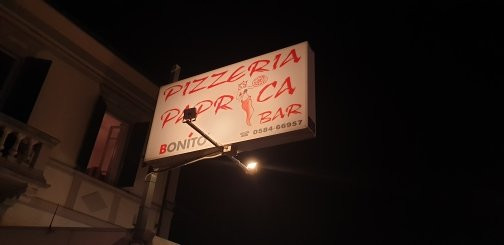 PIZZERIA
PAPRICA
BAR
BONITO
☎ 0584-66957